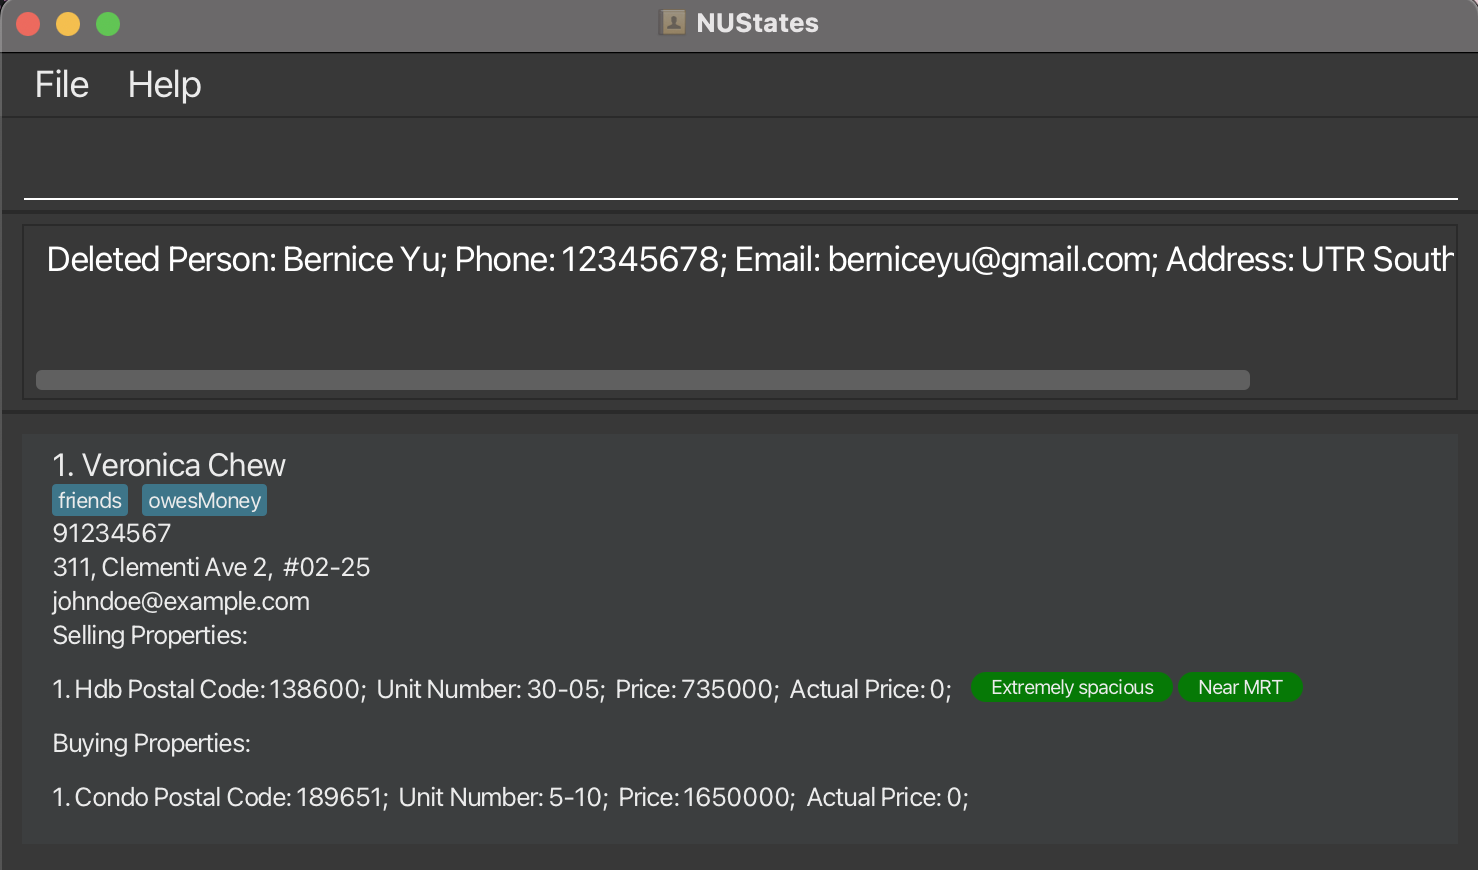 NUStates
File Help
Deleted Person: Bernice Yu; Phone: 12345678; Email: berniceyu@gmail.com; Address: UTR South
1. Veronica Chew
friends owesMoney
91234567
311, Clementi Ave 2, #02-25
johndoe@example.com
Selling Properties:
1. Hdb Postal Code: 138600; Unit Number: 30-05; Price: 735000; Actual Price: 0; Extremely spacious Near MRT
Buying Properties:
1. Condo Postal Code: 189651; Unit Number: 5-10; Price: 1650000; Actual Price: 0;